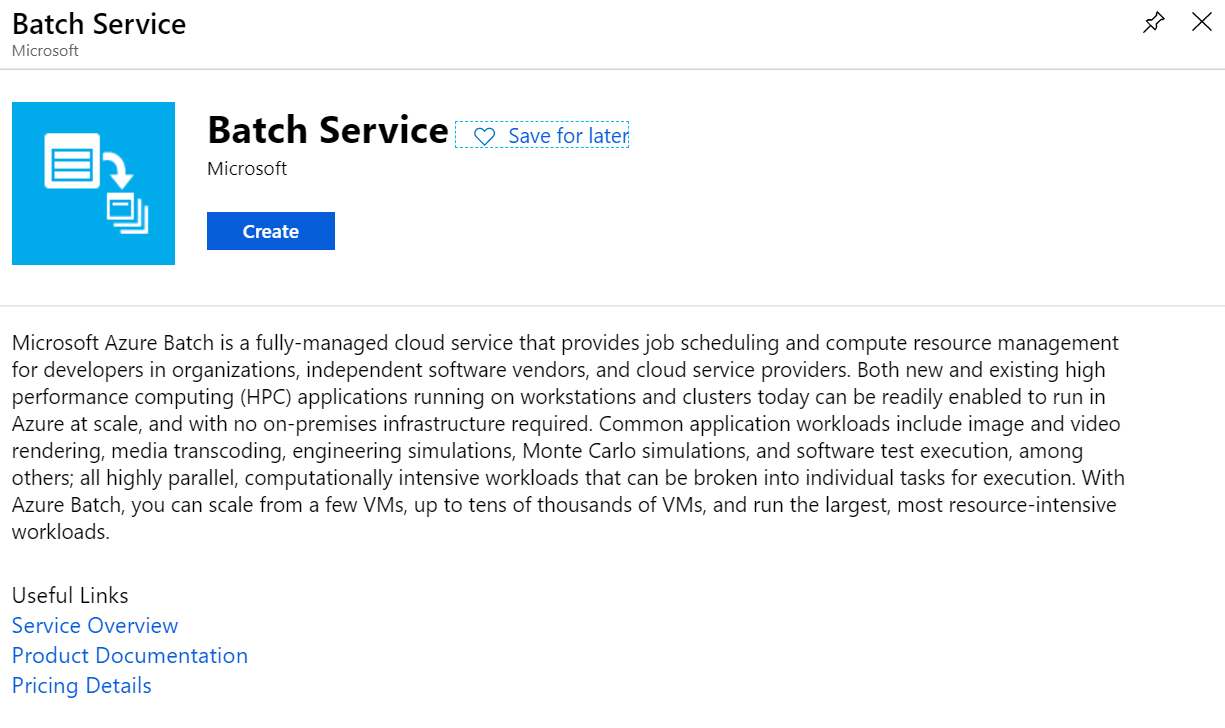 Batch Service
Microsoft
Batch Service
Save for later
Microsoft
Create
Microsoft Azure Batch is a fully-managed cloud service that provides job scheduling and compute resource management
for developers in organizations, independent software vendors, and cloud service providers. Both new and existing high
performance computing (HPC) applications running on workstations and clusters today can be readily enabled to run in
Azure at scale, and with no on-premises infrastructure required. Common application workloads include image and video
rendering, media transcoding, engineering simulations, Monte Carlo simulations, and software test execution, among
others; all highly parallel, computationally intensive workloads that can be broken into individual tasks for execution. With
Azure Batch, you can scale from a few VMs, up to tens of thousands of VMs, and run the largest, most resource-intensive
workloads.
Useful Links
Service Overview
Product Documentation
Pricing Details